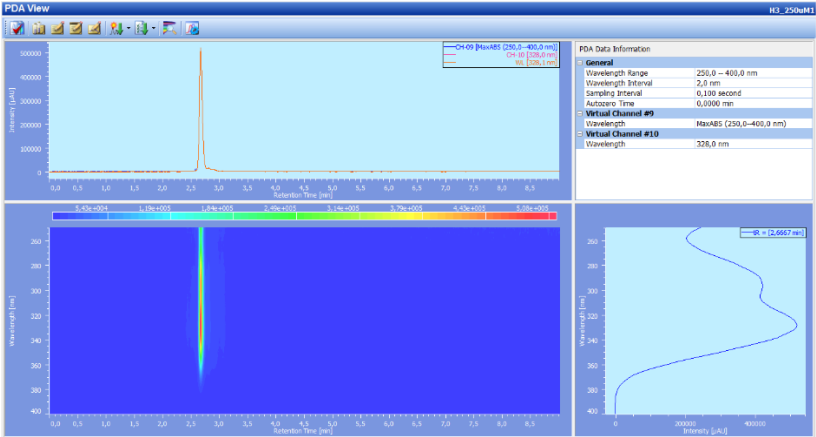 PDA View
H3_250uM1
CH-09 [MaxABS (250,0--400,0 nm)]
CH-10 [328,0 nm]
[328,1 nm]
Intensity [µAU]
500000
400000
300000
200000
100000
0
0,0 0,5 1,0 1,5 2,0 2,5 3,0 3,5 4,0 4,5 5,0 5,5 6,0 6,5 7,0 7,5 8,0 8,5
Retention Time [min]
PDA Data Information
General
Wavelength Range 250,0 -- 400,0 nm
Wavelength Interval 2,0 nm
Sampling Interval 0,100 second
Autozero Time 0,0000 min
Virtual Channel #9
Wavelength MaxABS (250,0--400,0 nm)
Virtual Channel #10
Wavelength 328,0 nm
5,43e+004 1,19e+005 1,84e+005 2,49e+005 3,14e+005 3,79e+005 4,43e+005 5,08e+005
Wavelength [nm]
260
280
300
320
340
360
380
400
0,0 0,5 1,0 1,5 2,0 2,5 3,0 3,5 4,0 4,5 5,0 5,5 6,0 6,5 7,0 7,5 8,0 8,5
Retention Time [min]
tR = [2,6667 min]
Wavelength [nm]
260
280
300
320
340
360
380
400
0 200000 400000
Intensity [µAU]